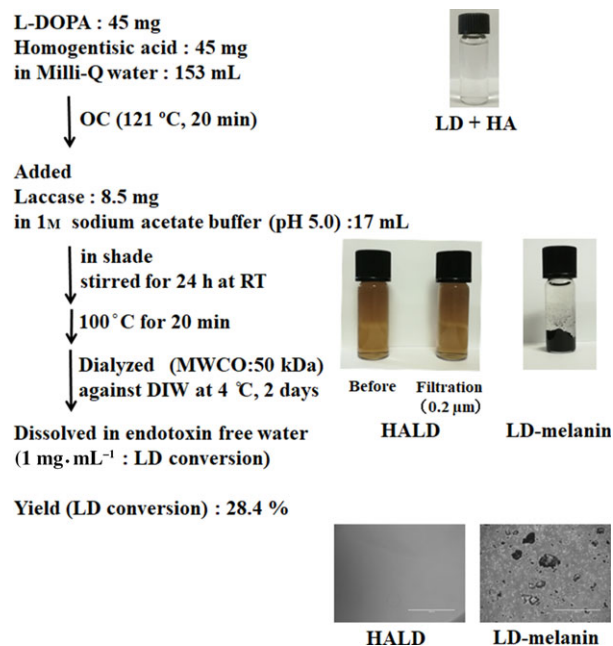 L-DOPA : 45 mg
Homogentisic acid : 45 mg
in Milli-Q water : 153 mL
OC (121 ºC, 20 min)
LD + HA
Added
Laccase : 8.5 mg
in 1M sodium acetate buffer (pH 5.0) :17 mL
in shade
stirred for 24 h at RT
100°C for 20 min
Dialyzed (MWCO:50 kDa)
against DIW at 4 ℃, 2 days
Before
Filtration
(0.2 μm)
HALD
LD-melanin
Dissolved in endotoxin free water
(1 mg·mL⁻¹ : LD conversion)
Yield (LD conversion) : 28.4 %
HALD
LD-melanin